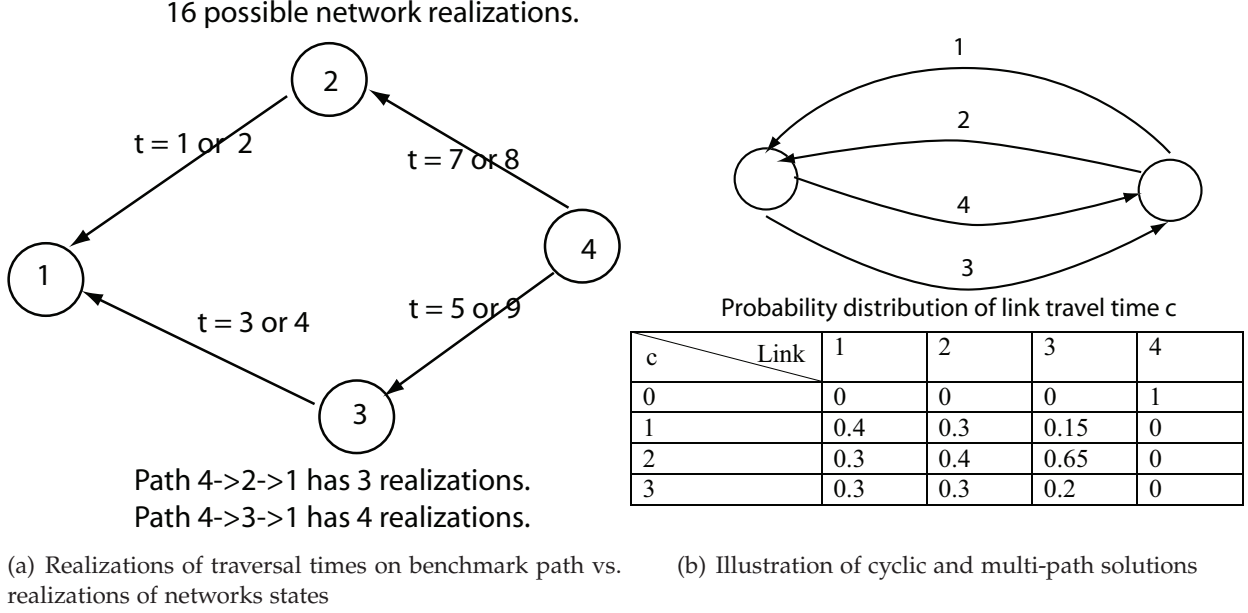 16 possible network realizations.
2
t = 1 or 2
t = 7 or 8
4
1
t = 3 or 4
t = 5 or 9
3
Path 4->2->1 has 3 realizations.
Path 4->3->1 has 4 realizations.
(a) Realizations of traversal times on benchmark path vs.
realizations of networks states
1
2
4
3
Probability distribution of link travel time c
c Link 1 2 3 4
0 0 0 0 1
1 0.4 0.3 0.15 0
2 0.3 0.4 0.65 0
3 0.3 0.3 0.2 0
(b) Illustration of cyclic and multi-path solutions